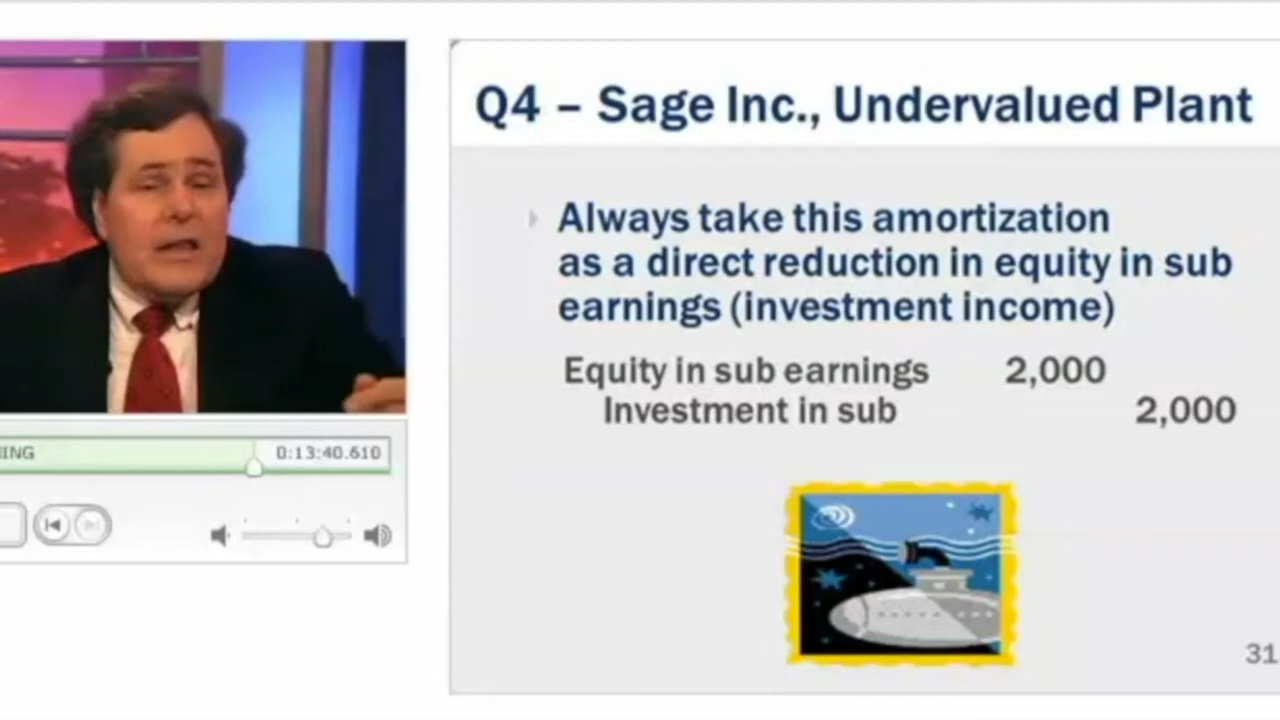 Q4 – Sage Inc., Undervalued Plant
Always take this amortization
as a direct reduction in equity in sub
earnings (investment income)
Equity in sub earnings 2,000
Investment in sub 2,000
ING 0:13:40.610
31